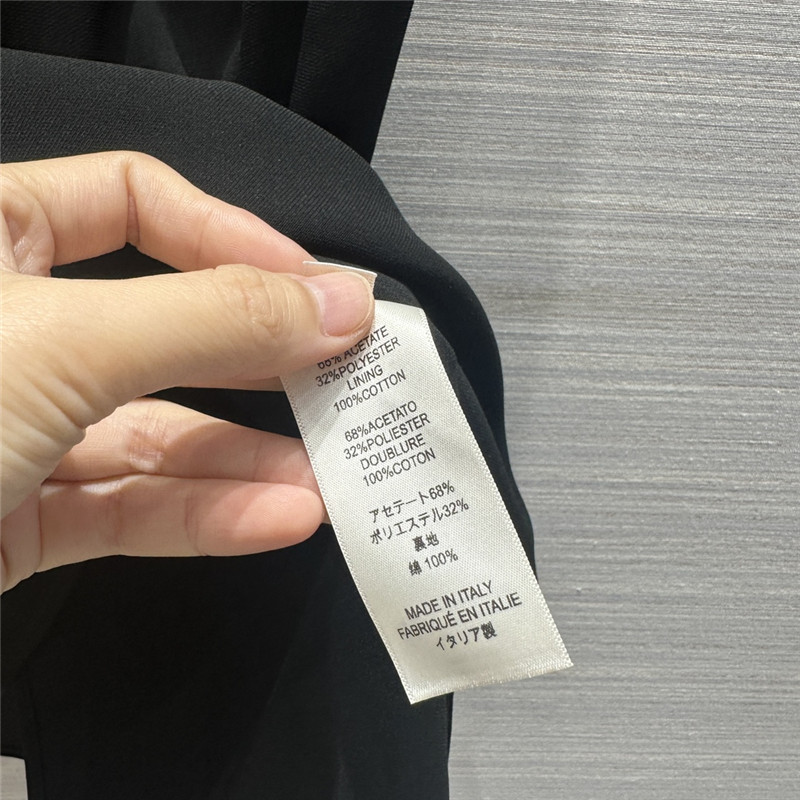 68% ACETATE
32%POLYESTER
LINING
100%COTTON
68%ACETATO
32%POLIESTER
DOUBLURE
100%COTON
アセテート68%
ポリエステル32%
裏地
綿 100%
MADE IN ITALY
FABRIQUÉ EN ITALIE
イタリア製